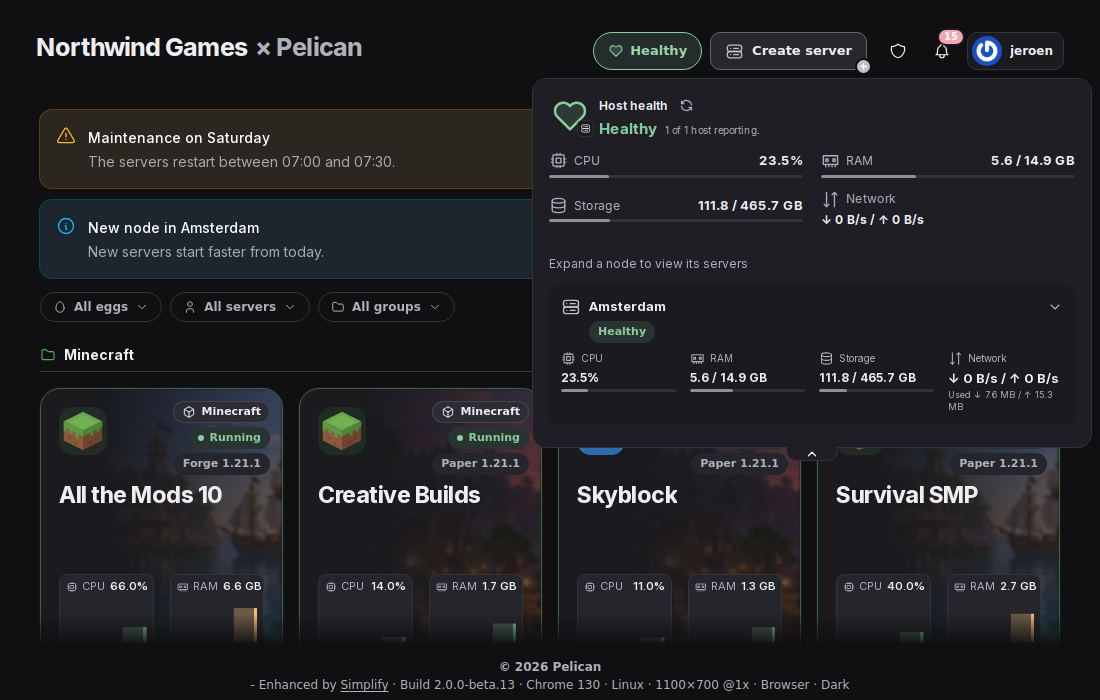 Northwind Games × Pelican
Healthy
Create server
15
jeroen
Maintenance on Saturday
The servers restart between 07:00 and 07:30.
New node in Amsterdam
New servers start faster from today.
All eggs
All servers
All groups
Minecraft
Host health
Healthy 1 of 1 host reporting.
CPU 23.5%
RAM 5.6 / 14.9 GB
Storage 111.8 / 465.7 GB
Network
↓ 0 B/s / ↑ 0 B/s
Expand a node to view its servers
Amsterdam
Healthy
CPU
23.5%
RAM
5.6 / 14.9 GB
Storage
111.8 / 465.7 GB
Network
↓ 0 B/s / ↑ 0 B/s
Used ↓ 7.6 MB / ↑ 15.3
MB
Minecraft
Running
Forge 1.21.1
All the Mods 10
CPU 66.0%
RAM 6.6 GB
Minecraft
Running
Paper 1.21.1
Creative Builds
CPU 14.0%
RAM 1.7 GB
Paper 1.21.1
Skyblock
CPU 11.0%
RAM 1.3 GB
Paper 1.21.1
Survival SMP
CPU 40.0%
RAM 2.7 GB
© 2026 Pelican
- Enhanced by Simplify · Build 2.0.0-beta.13 · Chrome 130 · Linux · 1100×700 @1x · Browser · Dark